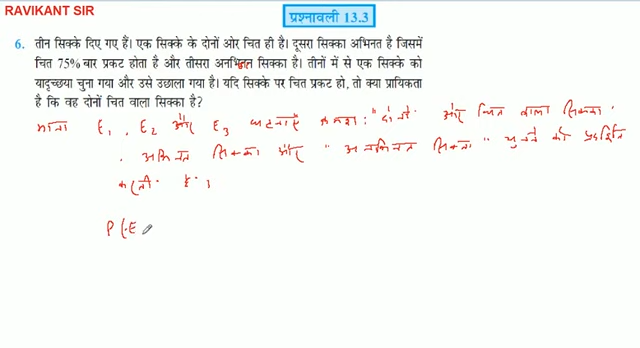 RAVIKANT SIR
प्रश्नावली 13.3
6. तीन सिक्के दिए गए हैं। एक सिक्के के दोनों ओर चित ही है। दूसरा सिक्का अभिनत है जिसमें
चित 75% बार प्रकट होता है और तीसरा अनभिनत सिक्का है। तीनों में से एक सिक्के को
यादृच्छया चुना गया और उसे उछाला गया है। यदि सिक्के पर चित प्रकट हो, तो क्या प्रायिकता
है कि वह दोनों चित वाला सिक्का है?
माना E₁, E₂ और E₃ घटनाएँ क्रमशः "दोनों ओर चित वाला सिक्का
, अभिनत सिक्का और " अनभिनत सिक्का " चुनने को प्रदर्शित
करती है ।
P(E